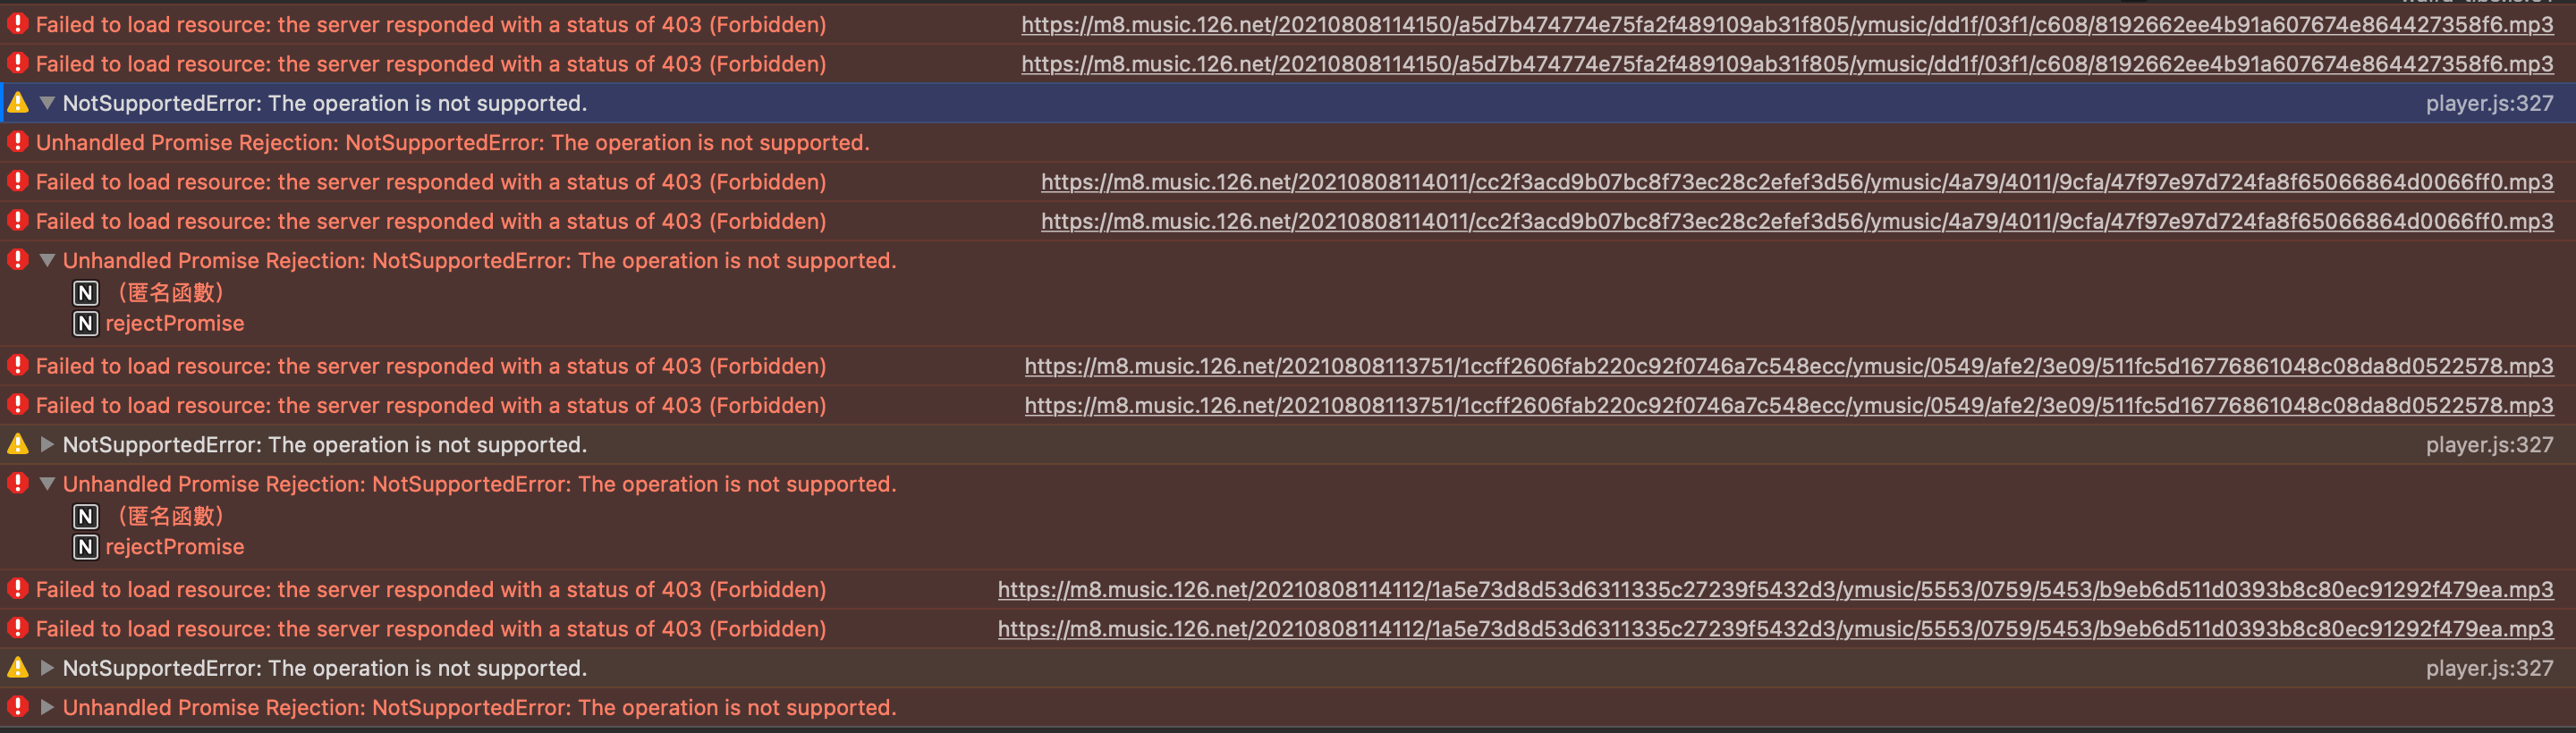 Failed to load resource: the server responded with a status of 403 (Forbidden) https://m8.music.126.net/20210808114150/a5d7b474774e75fa2f489109ab31f805/ymusic/dd1f/03f1/c608/8192662ee4b91a607674e864427358f6.mp3
Failed to load resource: the server responded with a status of 403 (Forbidden) https://m8.music.126.net/20210808114150/a5d7b474774e75fa2f489109ab31f805/ymusic/dd1f/03f1/c608/8192662ee4b91a607674e864427358f6.mp3
NotSupportedError: The operation is not supported. player.js:327
Unhandled Promise Rejection: NotSupportedError: The operation is not supported.
Failed to load resource: the server responded with a status of 403 (Forbidden) https://m8.music.126.net/20210808114011/cc2f3acd9b07bc8f73ec28c2efef3d56/ymusic/4a79/4011/9cfa/47f97e97d724fa8f65066864d0066ff0.mp3
Failed to load resource: the server responded with a status of 403 (Forbidden) https://m8.music.126.net/20210808114011/cc2f3acd9b07bc8f73ec28c2efef3d56/ymusic/4a79/4011/9cfa/47f97e97d724fa8f65066864d0066ff0.mp3
Unhandled Promise Rejection: NotSupportedError: The operation is not supported.
N （匿名函數）
N rejectPromise
Failed to load resource: the server responded with a status of 403 (Forbidden) https://m8.music.126.net/20210808113751/1ccff2606fab220c92f0746a7c548ecc/ymusic/0549/afe2/3e09/511fc5d16776861048c08da8d0522578.mp3
Failed to load resource: the server responded with a status of 403 (Forbidden) https://m8.music.126.net/20210808113751/1ccff2606fab220c92f0746a7c548ecc/ymusic/0549/afe2/3e09/511fc5d16776861048c08da8d0522578.mp3
NotSupportedError: The operation is not supported. player.js:327
Unhandled Promise Rejection: NotSupportedError: The operation is not supported.
N （匿名函數）
N rejectPromise
Failed to load resource: the server responded with a status of 403 (Forbidden) https://m8.music.126.net/20210808114112/1a5e73d8d53d6311335c27239f5432d3/ymusic/5553/0759/5453/b9eb6d511d0393b8c80ec91292f479ea.mp3
Failed to load resource: the server responded with a status of 403 (Forbidden) https://m8.music.126.net/20210808114112/1a5e73d8d53d6311335c27239f5432d3/ymusic/5553/0759/5453/b9eb6d511d0393b8c80ec91292f479ea.mp3
NotSupportedError: The operation is not supported. player.js:327
Unhandled Promise Rejection: NotSupportedError: The operation is not supported.